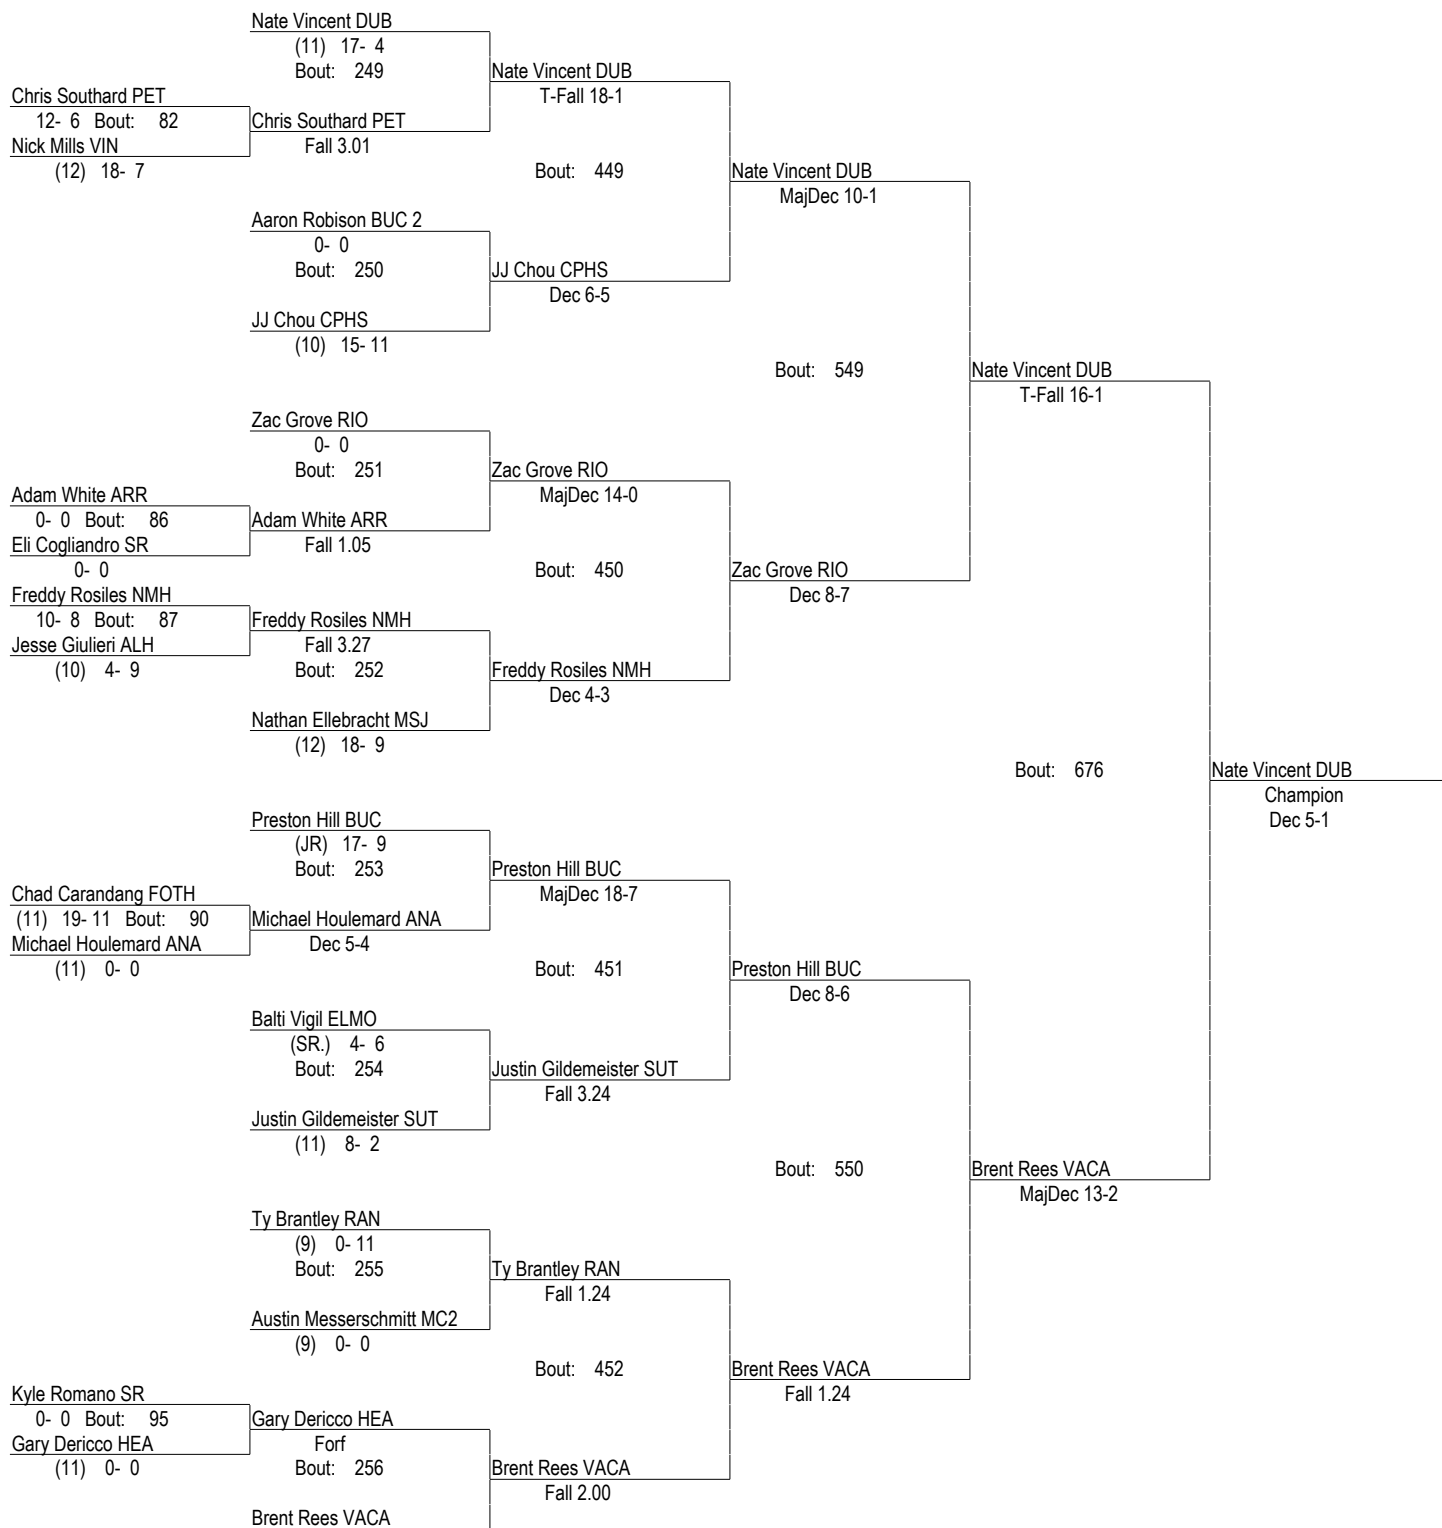 Nate Vincent DUB
(11) 17- 4
Bout: 249
Nate Vincent DUB
T-Fall 18-1
Chris Southard PET
12- 6 Bout: 82
Chris Southard PET
Fall 3.01
Nick Mills VIN
(12) 18- 7
Bout: 449
Nate Vincent DUB
MajDec 10-1
Aaron Robison BUC 2
0- 0
Bout: 250
JJ Chou CPHS
Dec 6-5
JJ Chou CPHS
(10) 15- 11
Bout: 549
Nate Vincent DUB
T-Fall 16-1
Zac Grove RIO
0- 0
Bout: 251
Zac Grove RIO
MajDec 14-0
Adam White ARR
0- 0 Bout: 86
Adam White ARR
Fall 1.05
Eli Cogliandro SR
0- 0
Bout: 450
Zac Grove RIO
Dec 8-7
Freddy Rosiles NMH
10- 8 Bout: 87
Freddy Rosiles NMH
Fall 3.27
Jesse Giulieri ALH
(10) 4- 9
Bout: 252
Freddy Rosiles NMH
Dec 4-3
Nathan Ellebracht MSJ
(12) 18- 9
Bout: 676
Nate Vincent DUB
Champion
Dec 5-1
Preston Hill BUC
(JR) 17- 9
Bout: 253
Preston Hill BUC
MajDec 18-7
Chad Carandang FOTH
(11) 19- 11 Bout: 90
Michael Houlemard ANA
Dec 5-4
Michael Houlemard ANA
(11) 0- 0
Bout: 451
Preston Hill BUC
Dec 8-6
Balti Vigil ELMO
(SR.) 4- 6
Bout: 254
Justin Gildemeister SUT
Fall 3.24
Justin Gildemeister SUT
(11) 8- 2
Bout: 550
Brent Rees VACA
MajDec 13-2
Ty Brantley RAN
(9) 0- 11
Bout: 255
Ty Brantley RAN
Fall 1.24
Austin Messerschmitt MC2
(9) 0- 0
Bout: 452
Brent Rees VACA
Fall 1.24
Kyle Romano SR
0- 0 Bout: 95
Gary Dericco HEA
Forf
Gary Dericco HEA
(11) 0- 0
Bout: 256
Brent Rees VACA
Fall 2.00
Brent Rees VACA